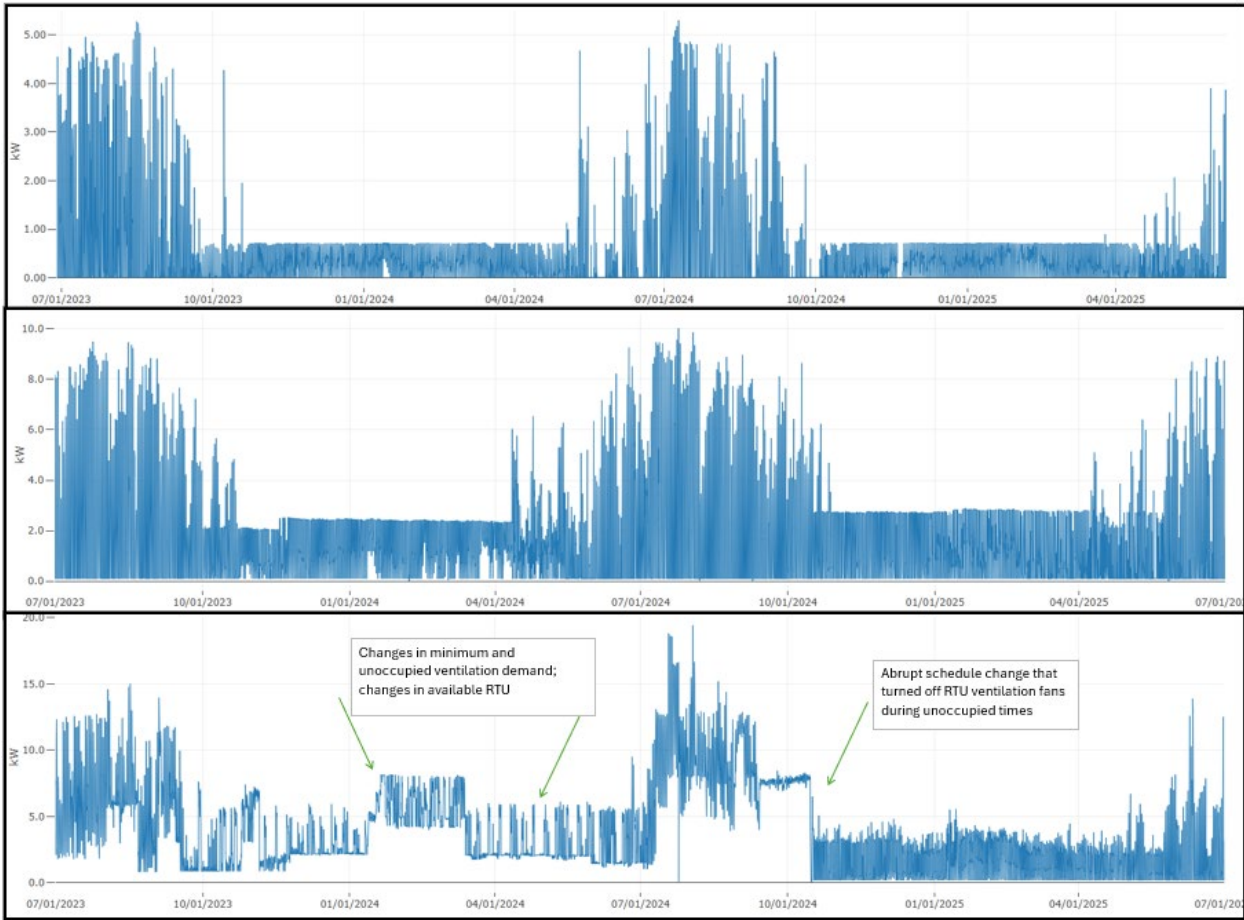 5.00
4.00
3.00
kW
2.00
1.00
0.00
07/01/2023 10/01/2023 01/01/2024 04/01/2024 07/01/2024 10/01/2024 01/01/2025 04/01/2025
10.0
8.0
6.0
kW
4.0
2.0
0.0
07/01/2023 10/01/2023 01/01/2024 04/01/2024 07/01/2024 10/01/2024 01/01/2025 04/01/2025 07/01/202
20.0
Changes in minimum and
unoccupied ventilation demand;
changes in available RTU
Abrupt schedule change that
turned off RTU ventilation fans
during unoccupied times
15.0
10.0
kW
5.0
0.0
07/01/2023 10/01/2023 01/01/2024 04/01/2024 07/01/2024 10/01/2024 01/01/2025 04/01/2025 07/01/202